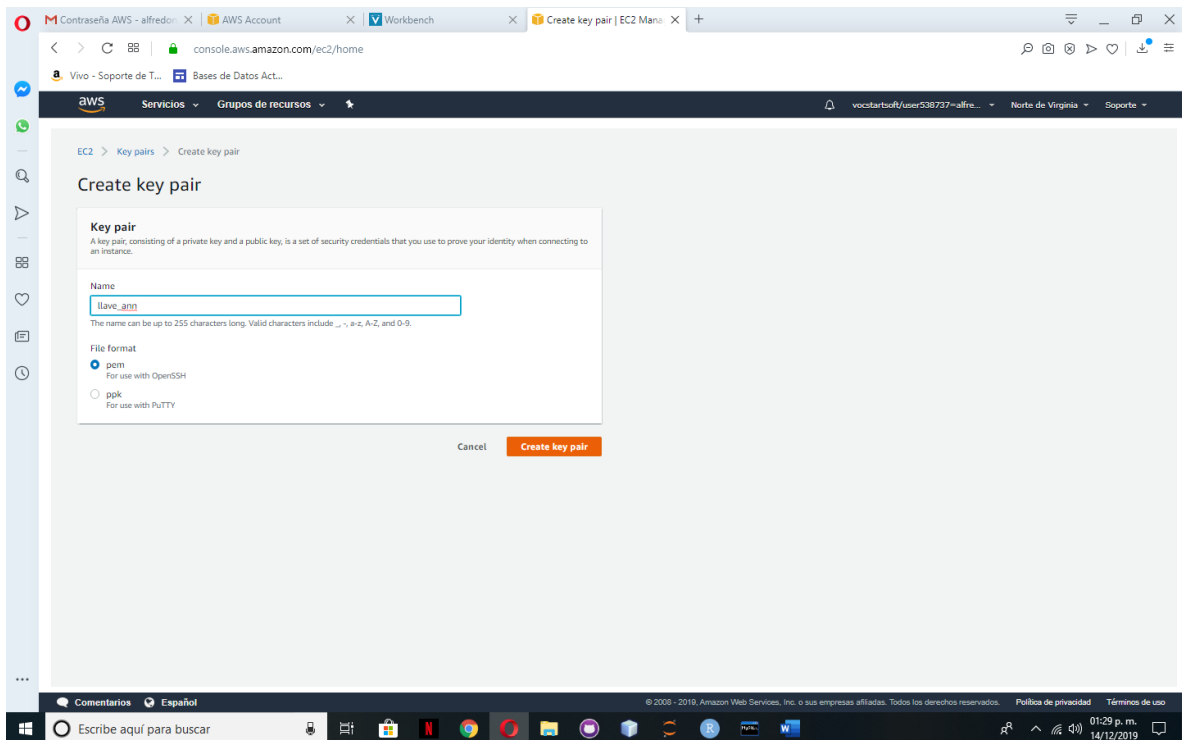 Contraseña AWS - alfredon
AWS Account
Workbench
Create key pair | EC2 Mana
console.aws.amazon.com/ec2/home
Vivo - Soporte de T...
Bases de Datos Act...
aws
Servicios
Grupos de recursos
vocstartsoft/user538737=alfre...
Norte de Virginia
Soporte
EC2 > Key pairs > Create key pair
Create key pair
Key pair
A key pair, consisting of a private key and a public key, is a set of security credentials that you use to prove your identity when connecting to
an instance.
Name
llave_ann
The name can be up to 255 characters long. Valid characters include _, -, a-z, A-Z, and 0-9.
File format
pem
For use with OpenSSH
ppk
For use with PuTTY
Cancel
Create key pair
Comentarios
Español
© 2008 - 2019, Amazon Web Services, Inc. o sus empresas afiliadas. Todos los derechos reservados.
Política de privacidad
Términos de uso
Escribe aquí para buscar
01:29 p. m.
14/12/2019